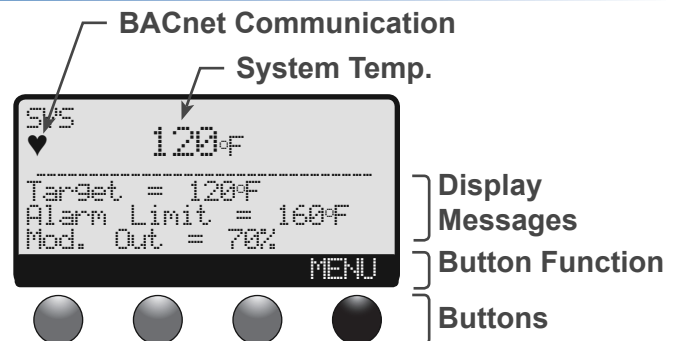 BACnet Communication
System Temp.
SVS
♥ 120°F
Target = 120°F
Alarm Limit = 160°F
Mod. Out = 70%
MENU
Display
Messages
Button Function
Buttons